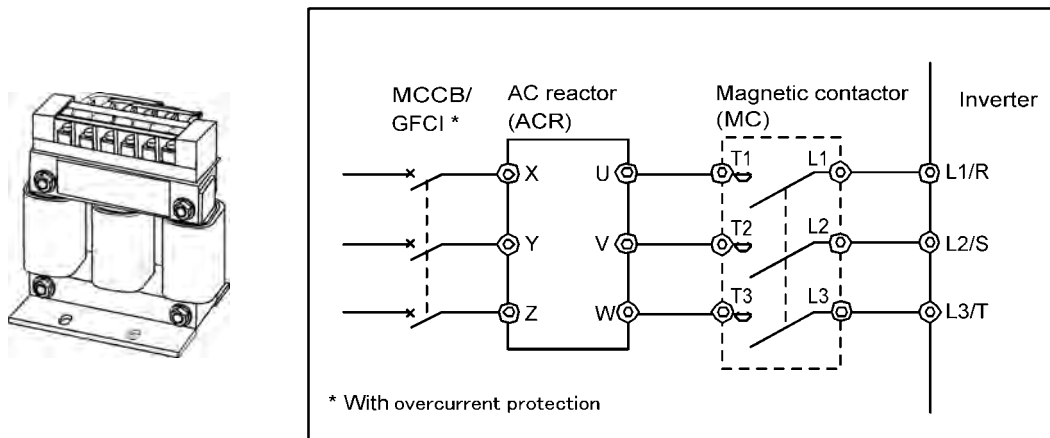 MCCB/
GFCI *
AC reactor
(ACR)
Magnetic contactor
(MC)
Inverter
X
U
T1
L1
L1/R
Y
V
T2
L2
L2/S
Z
W
T3
L3
L3/T
* With overcurrent protection